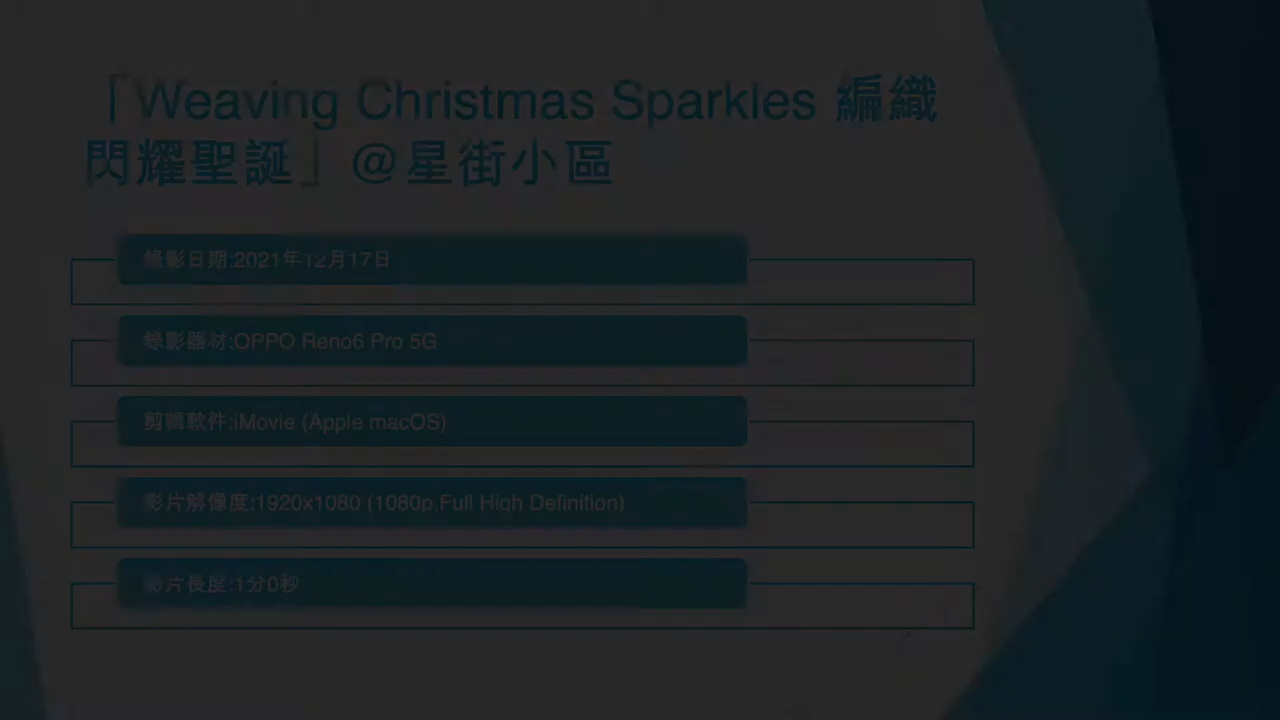 「Weaving Christmas Sparkles 編織
閃耀聖誕」@星街小區
錄影日期:2021年12月17日
錄影器材:OPPO Reno6 Pro 5G
剪輯軟件:iMovie (Apple macOS)
影片解像度:1920x1080 (1080p,Full High Definition)
影片長度:1分0秒